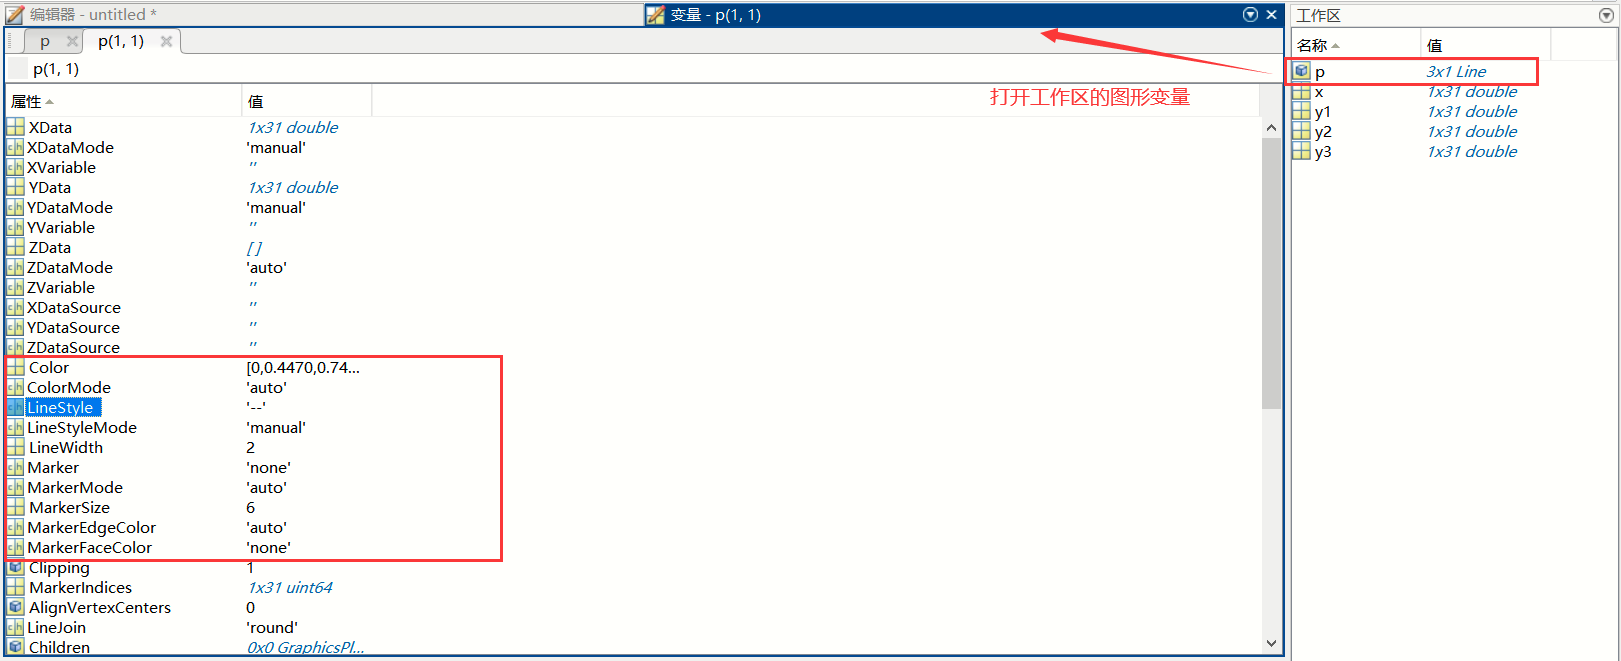 编辑器 - untitled *
变量 - p(1, 1)
工作区
p
p(1, 1)
p(1, 1)
打开工作区的图形变量
属性 值
XData 1x31 double
XDataMode 'manual'
XVariable ''
YData 1x31 double
YDataMode 'manual'
YVariable ''
ZData []
ZDataMode 'auto'
ZVariable ''
XDataSource ''
YDataSource ''
ZDataSource ''
Color [0,0.4470,0.74...
ColorMode 'auto'
LineStyle '--'
LineStyleMode 'manual'
LineWidth 2
Marker 'none'
MarkerMode 'auto'
MarkerSize 6
MarkerEdgeColor 'auto'
MarkerFaceColor 'none'
Clipping 1
MarkerIndices 1x31 uint64
AlignVertexCenters 0
LineJoin 'round'
Children 0x0 GraphicsPl...
名称 值
p 3x1 Line
x 1x31 double
y1 1x31 double
y2 1x31 double
y3 1x31 double